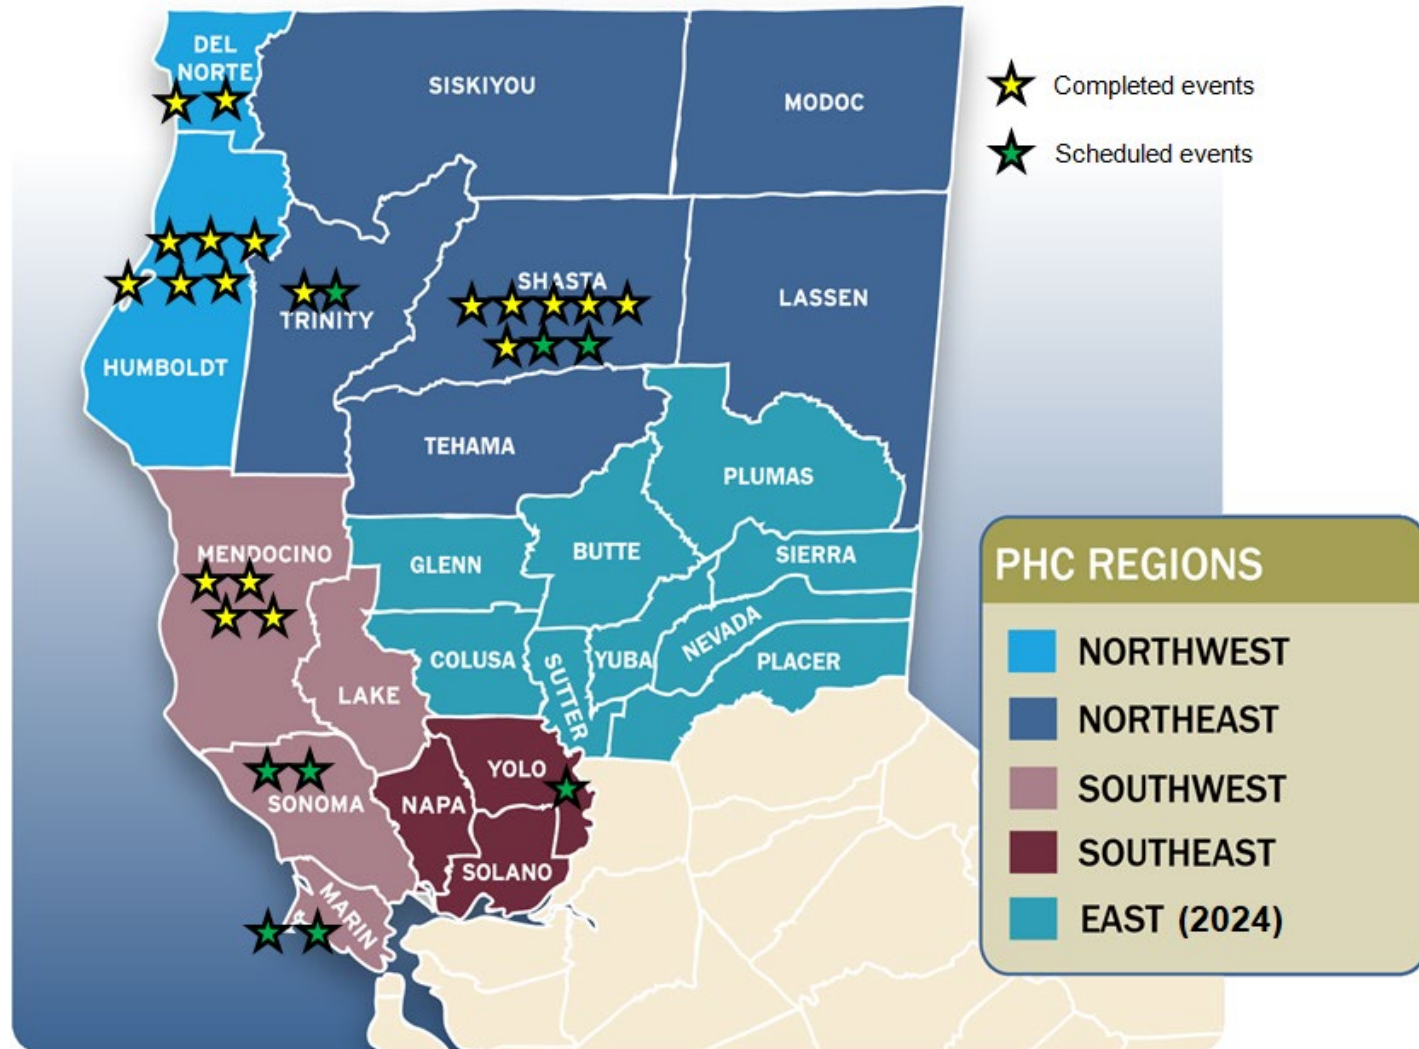 DEL
NORTE
SISKIYOU
MODOC
Completed events
Scheduled events
SHASTA
LASSEN
TRINITY
HUMBOLDT
TEHAMA
PLUMAS
MENDOCINO
GLENN
BUTTE
SIERRA
NEVADA
COLUSA
SUTTER
YUBA
PLACER
LAKE
YOLO
SONOMA
NAPA
SOLANO
MARIN
PHC REGIONS
NORTHWEST
NORTHEAST
SOUTHWEST
SOUTHEAST
EAST (2024)